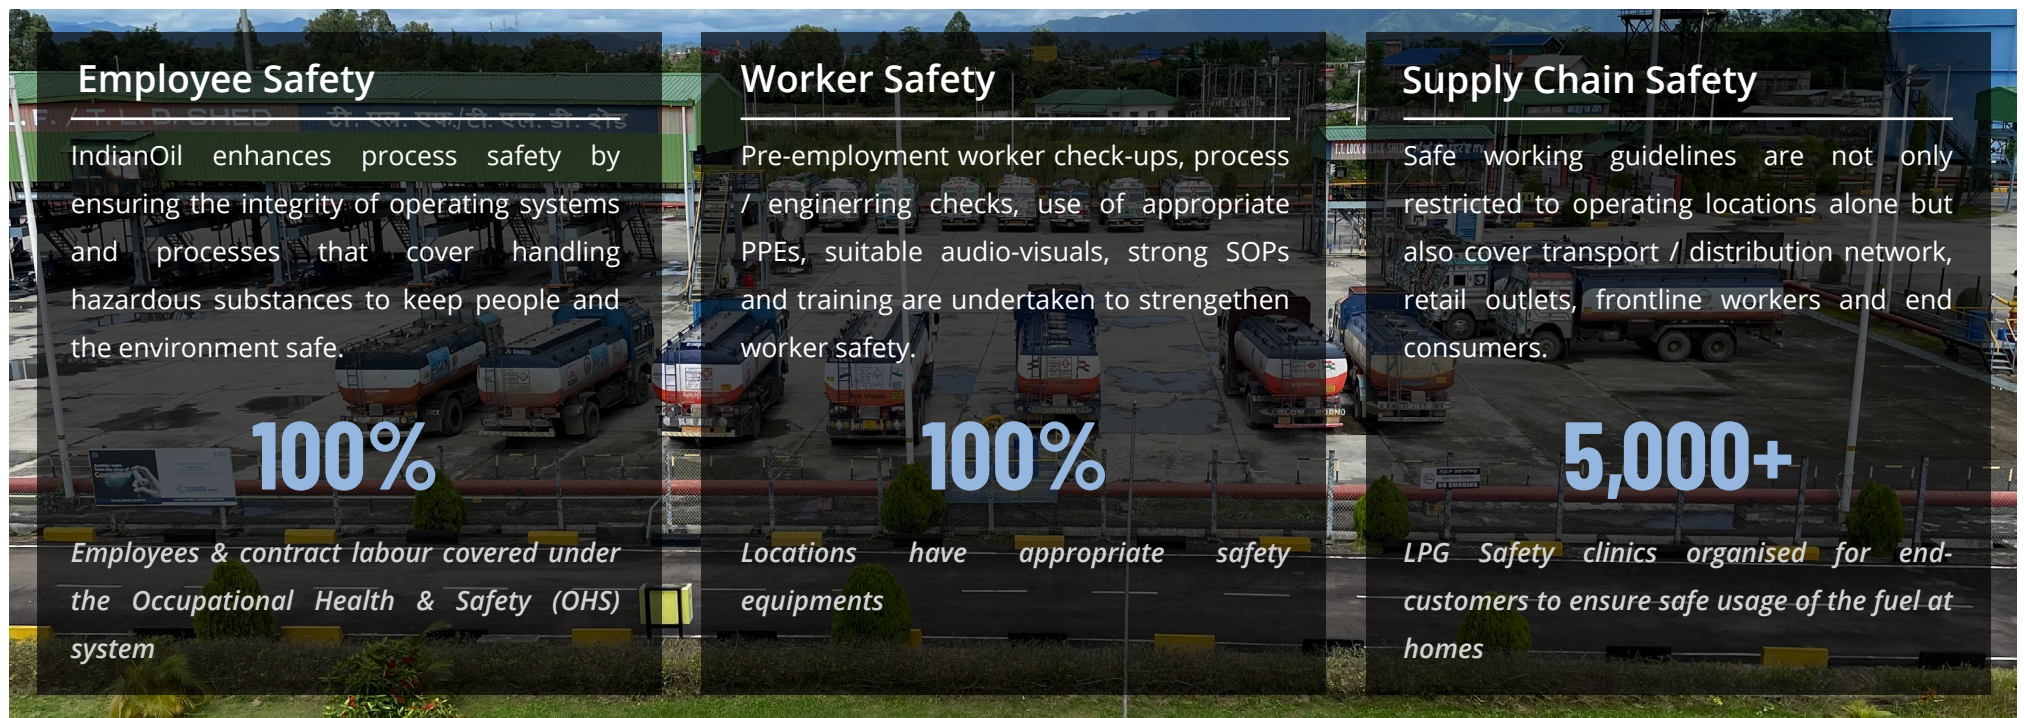 Employee Safety
IndianOil enhances process safety by
ensuring the integrity of operating systems
and processes that cover handling
hazardous substances to keep people and
the environment safe.
100%
Employees & contract labour covered under
the Occupational Health & Safety (OHS)
system
Worker Safety
Pre-employment worker check-ups, process
/ enginerring checks, use of appropriate
PPEs, suitable audio-visuals, strong SOPs
and training are undertaken to strengethen
worker safety.
100%
Locations have appropriate safety
equipments
Supply Chain Safety
Safe working guidelines are not only
restricted to operating locations alone but
also cover transport / distribution network,
retail outlets, frontline workers and end
consumers.
5,000+
LPG Safety clinics organised for end-
customers to ensure safe usage of the fuel at
homes
.F. / T.L.D. SHED टी. एल. एफ./टी. एल. डी. शेड
NO SMOKING